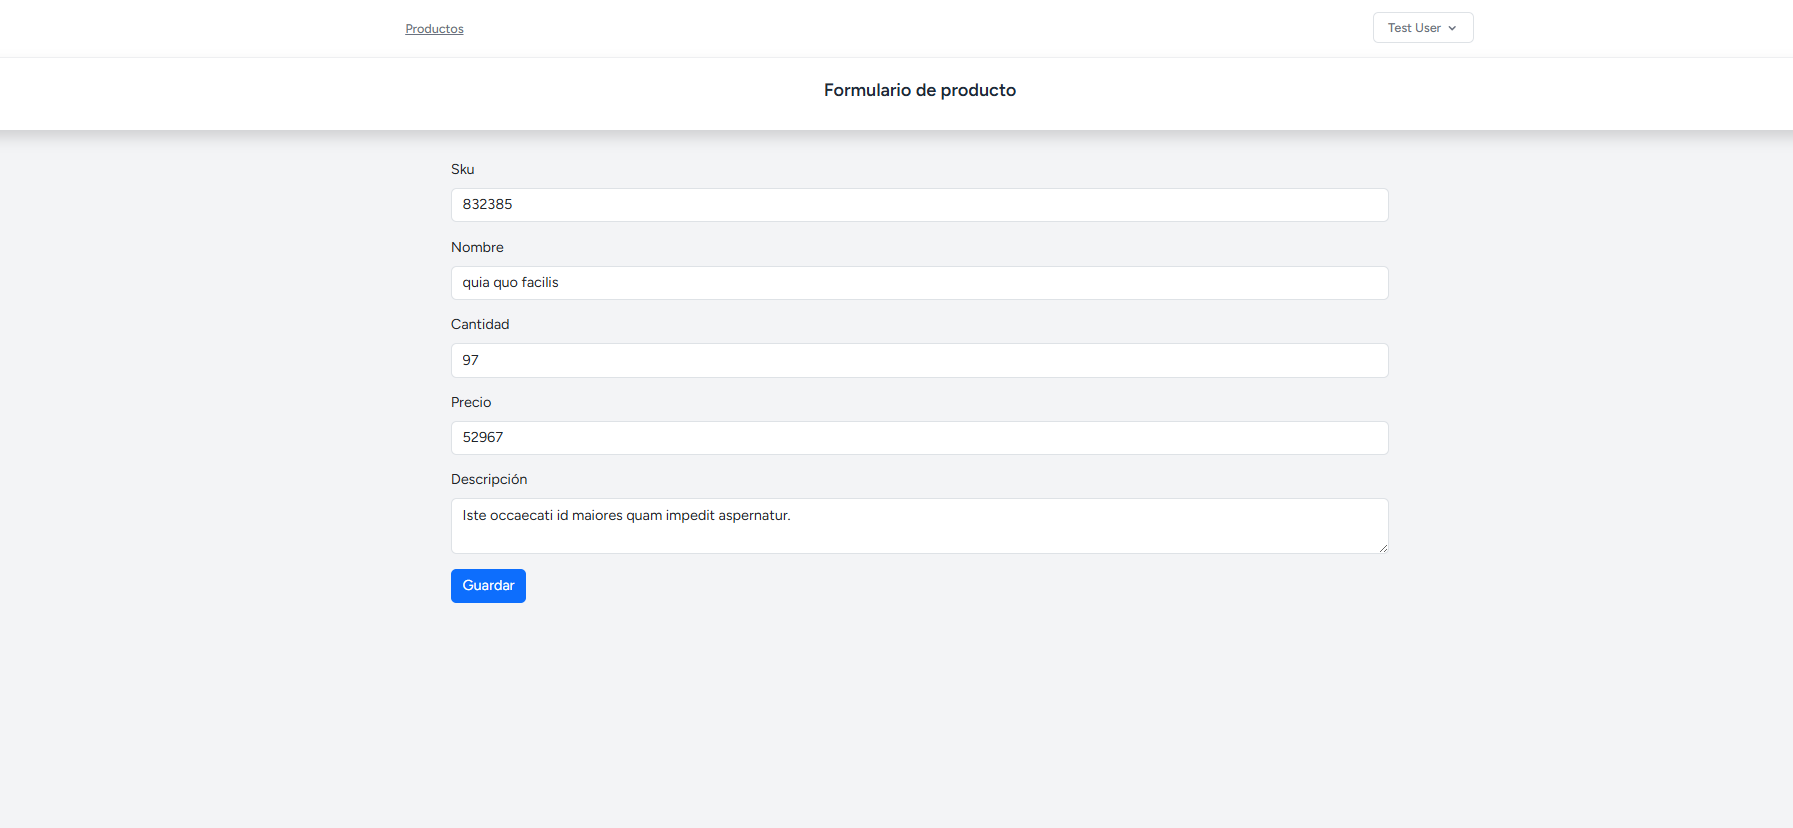 Productos
Test User
Formulario de producto
Sku
832385
Nombre
quia quo facilis
Cantidad
97
Precio
52967
Descripción
Iste occaecati id maiores quam impedit aspernatur.
Guardar